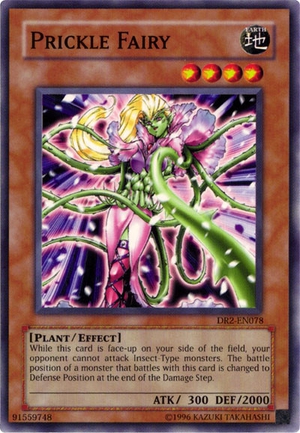 PRICKLE FAIRY
EARTH
地
DR2-EN078
[PLANT/EFFECT]
While this card is face-up on your side of the field, your
opponent cannot attack Insect-Type monsters. The battle
position of a monster that battles with this card is changed to
Defense Position at the end of the Damage Step.
ATK/ 300 DEF/2000
91559748
©1996 KAZUKI TAKAHASHI